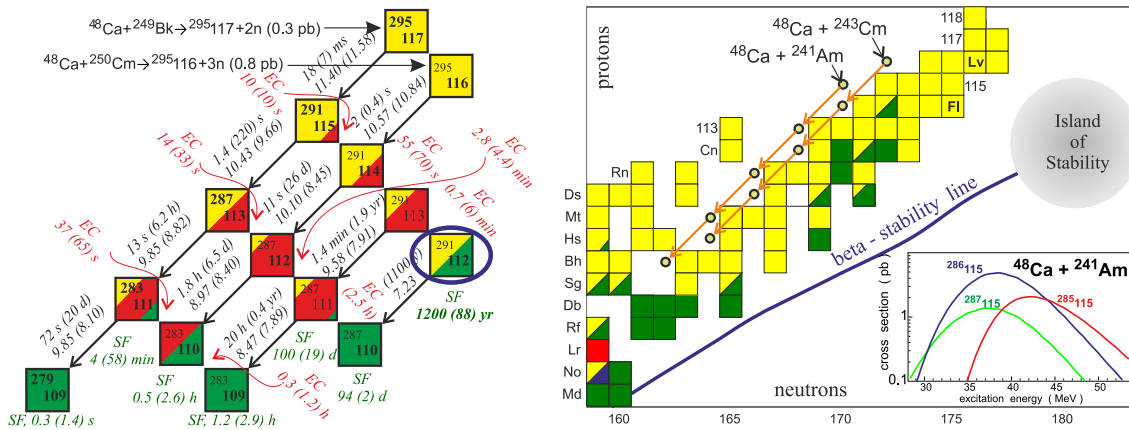 ⁴⁸Ca+²⁴⁹Bk→²⁹⁵117+2n (0.3 pb)
⁴⁸Ca+²⁵⁰Cm→²⁹⁵116+3n (0.8 pb)
295
117
295
116
18 (7) ms
11.40 (11.58)
EC
10 (10) s
291
115
2 (0.4) s
10.57 (10.84)
1.4 (220) s
10.43 (9.66)
EC
14 (33) s
291
114
EC
55 (70) s
2.8 (4.4) min
287
113
11 s (26 d)
10.10 (8.45)
291
113
EC
0.7 (6) min
13 s (6.2 h)
9.85 (8.82)
EC
37 (65) s
287
112
1.4 min (1.9 yr)
9.58 (7.91)
291
112
SF
1200 (88) yr
283
111
1.8 h (6.5 d)
8.97 (8.40)
287
111
EC
(2.5 h)
(1100 y)
7.23
72 s (20 d)
9.85 (8.10)
SF
4 (58) min
283
110
20 h (0.4 yr)
8.47 (7.89)
SF
100 (19) d
287
110
SF
94 (2) d
SF
0.5 (2.6) h
EC
0.3 (1.2) h
279
109
SF, 0.3 (1.4) s
283
109
SF, 1.2 (2.9) h
protons
⁴⁸Ca + ²⁴³Cm
⁴⁸Ca + ²⁴¹Am
118
117
Lv
115
Fl
113
Cn
Rn
Ds
Mt
Hs
Bh
Sg
Db
Rf
Lr
No
Md
Island
of
Stability
beta - stability line
neutrons
160
165
170
175
180
⁴⁸Ca + ²⁴¹Am
²⁸⁶115
²⁸⁷115
²⁸⁵115
cross section (pb)
1
0.1
30
35
40
50
excitation energy (MeV)